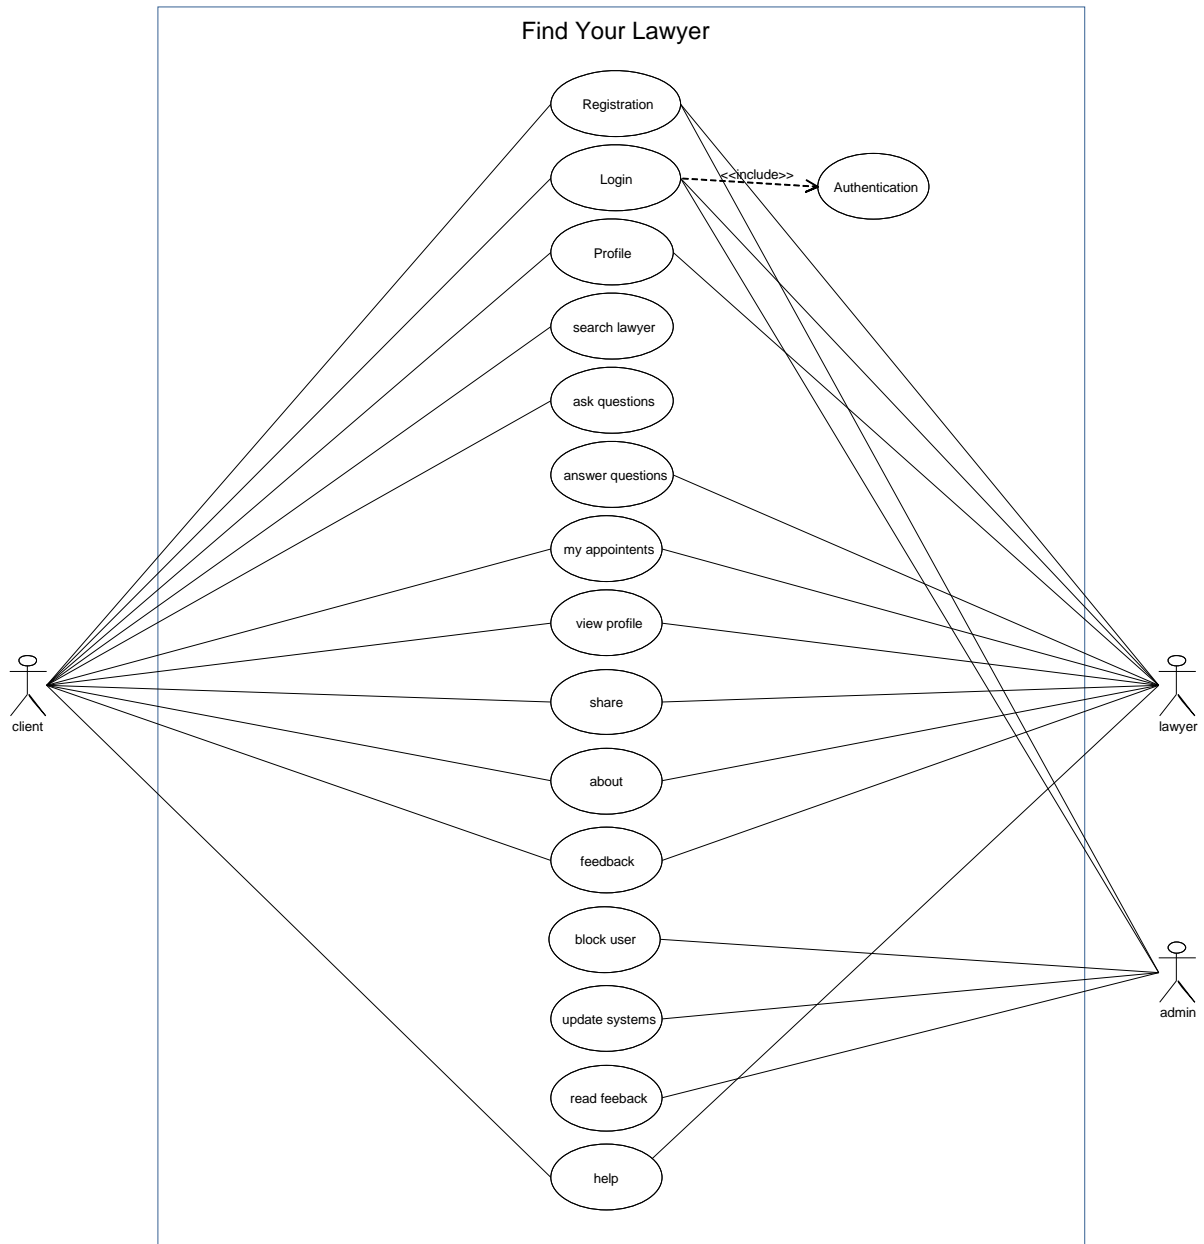 Find Your Lawyer
Registration
Login
<<include>>
Authentication
Profile
search lawyer
ask questions
answer questions
my appointents
view profile
share
client
lawyer
about
feedback
block user
update systems
admin
read feeback
help